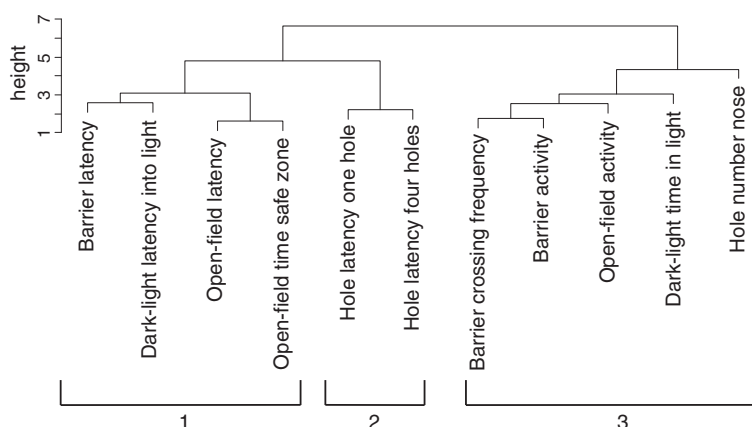 7
5
3
1
height
Barrier latency
Dark-light latency into light
Open-field latency
Open-field time safe zone
Hole latency one hole
Hole latency four holes
Barrier crossing frequency
Barrier activity
Open-field activity
Dark-light time in light
Hole number nose
1
2
3